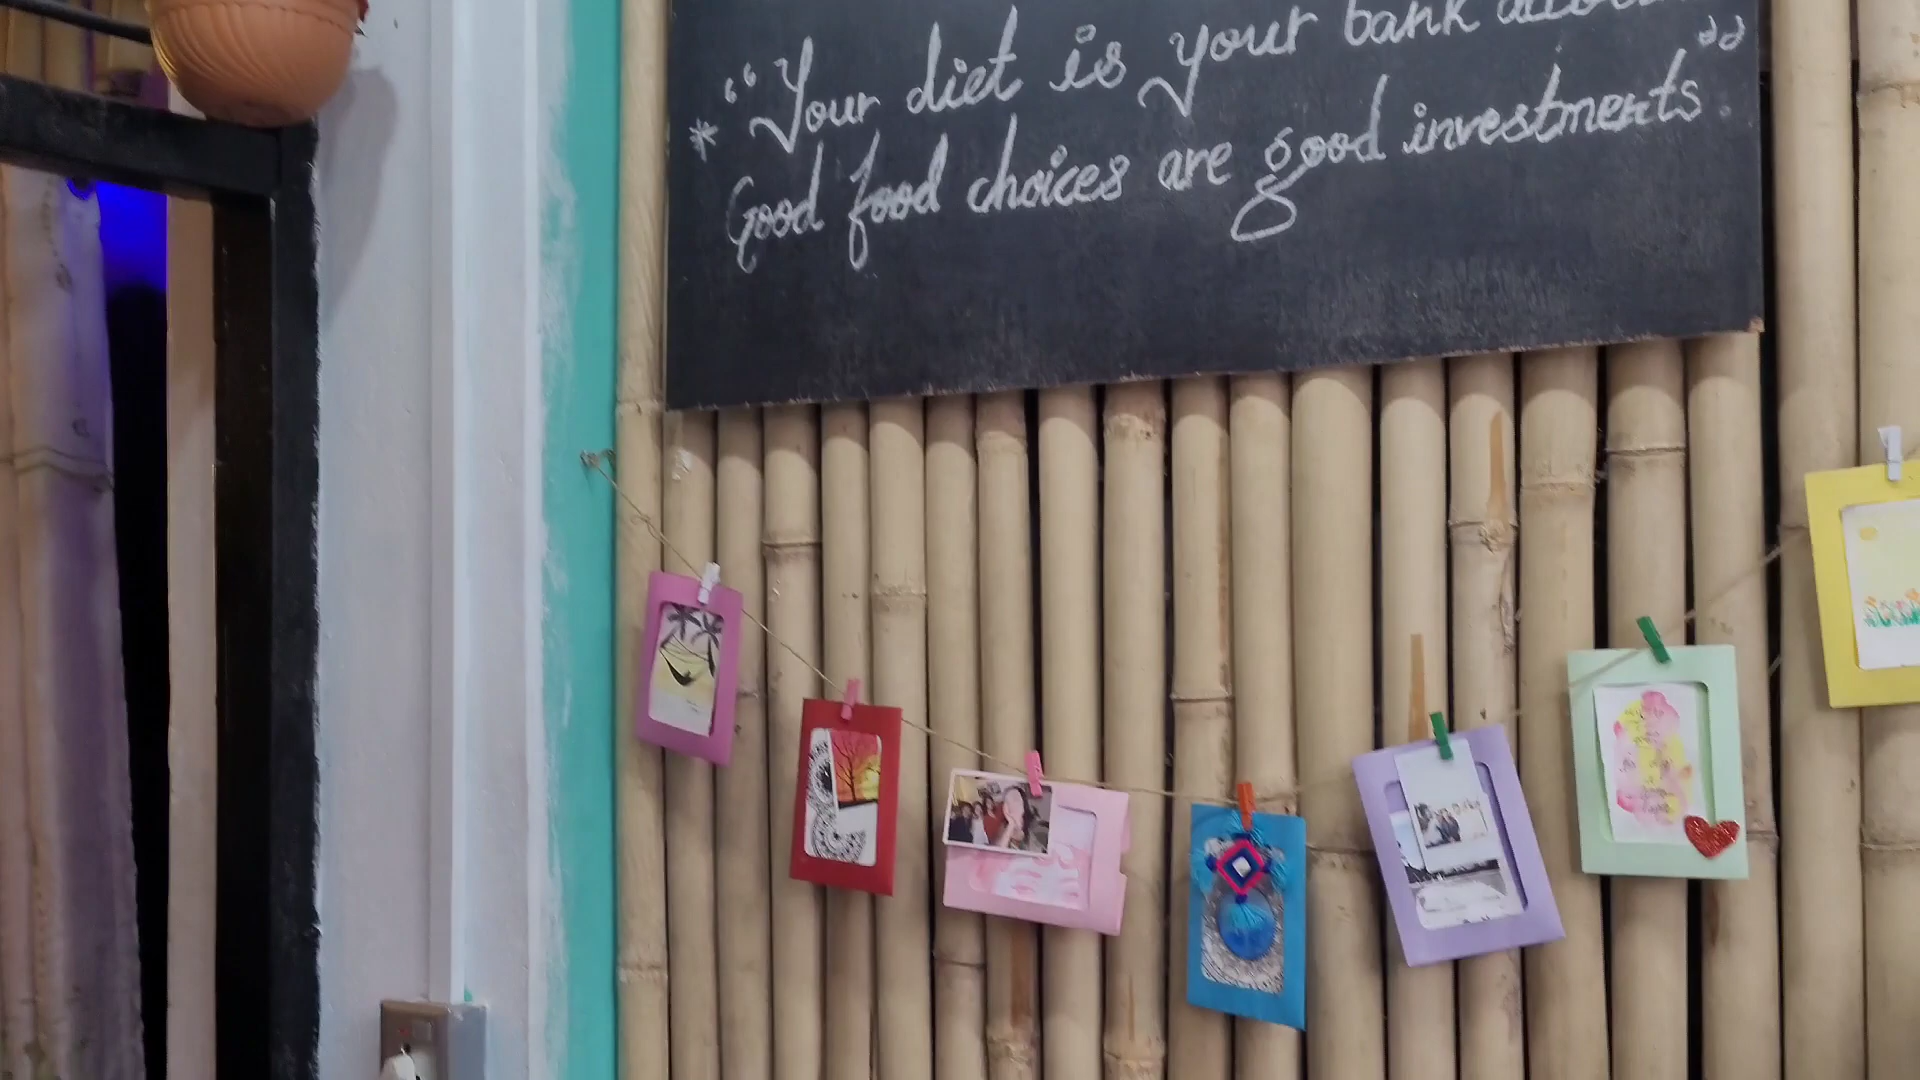 * "Your diet is your bank
Good food choices are good investments."